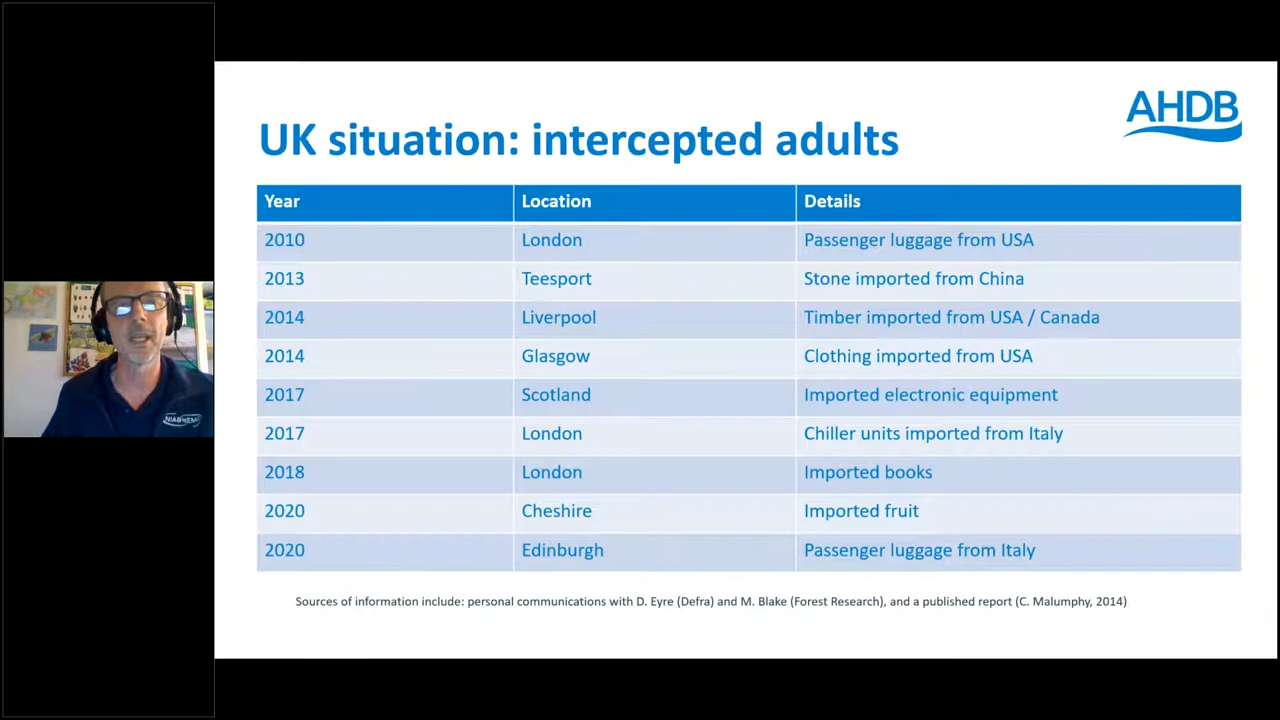 AHDB
UK situation: intercepted adults
Year Location Details
2010 London Passenger luggage from USA
2013 Teesport Stone imported from China
2014 Liverpool Timber imported from USA / Canada
2014 Glasgow Clothing imported from USA
2017 Scotland Imported electronic equipment
2017 London Chiller units imported from Italy
2018 London Imported books
2020 Cheshire Imported fruit
2020 Edinburgh Passenger luggage from Italy
Sources of information include: personal communications with D. Eyre (Defra) and M. Blake (Forest Research), and a published report (C. Malumphy, 2014)